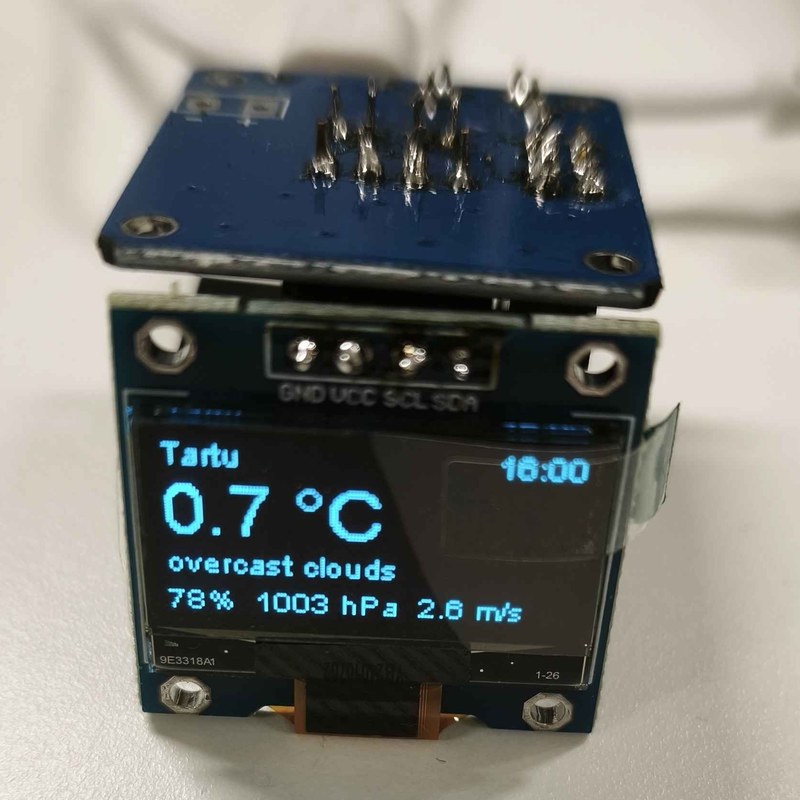 GND VCC SCL SDA
Tartu 16:00
0.7 °C
overcast clouds
78% 1003 hPa 2.6 m/s
9E3318A1 1-26